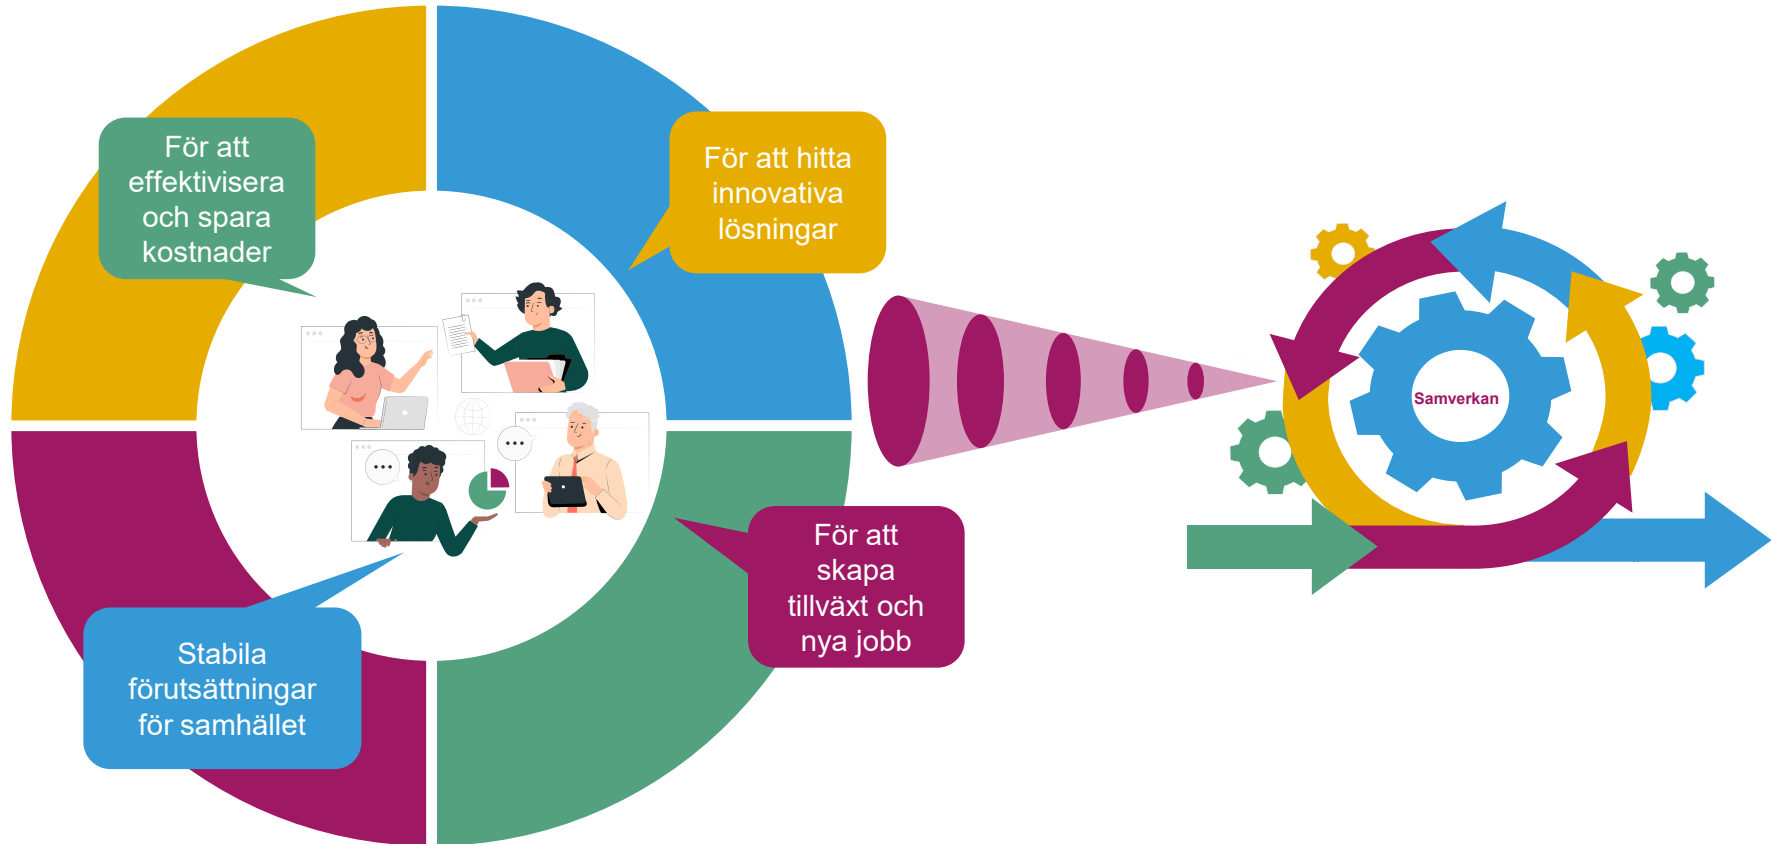 För att
effektivisera
och spara
kostnader
För att hitta
innovativa
lösningar
Samverkan
För att
skapa
tillväxt och
nya jobb
Stabila
förutsättningar
för samhället